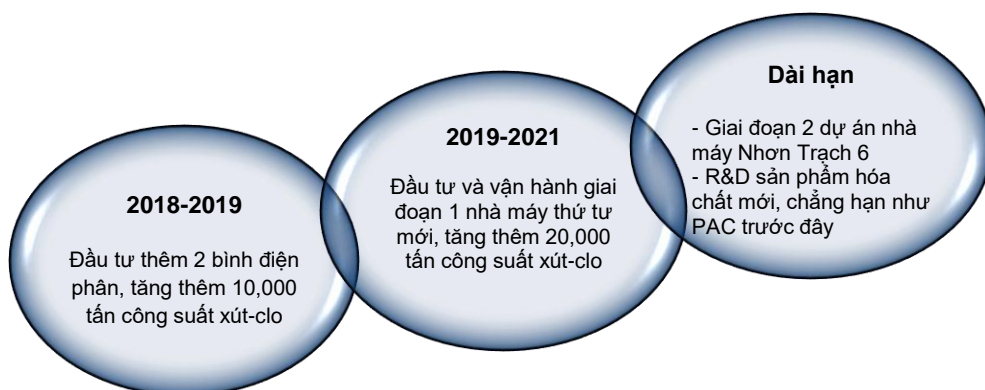 2018-2019
Đầu tư thêm 2 bình điện
phân, tăng thêm 10,000
tấn công suất xút-clo
2019-2021
Đầu tư và vận hành giai
đoạn 1 nhà máy thứ tư
mới, tăng thêm 20,000
tấn công suất xút-clo
Dài hạn
- Giai đoạn 2 dự án nhà
máy Nhơn Trạch 6
- R&D sản phẩm hóa
chất mới, chẳng hạn như
PAC trước đây